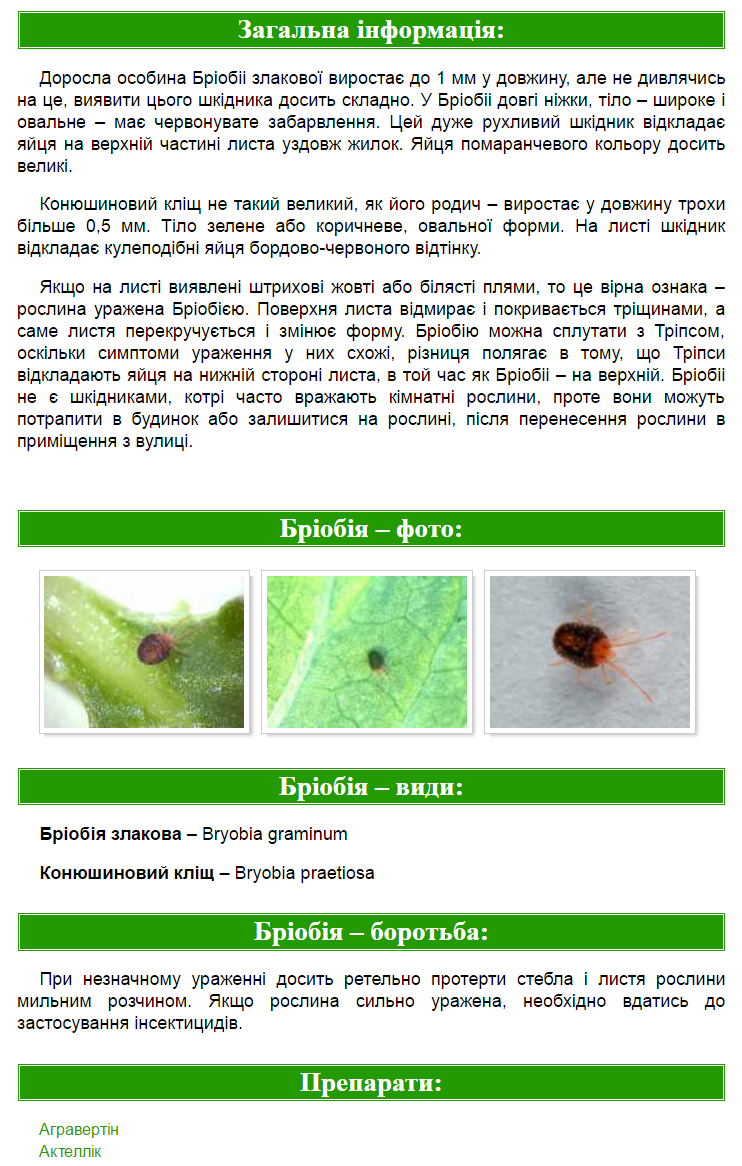 Загальна інформація:
Доросла особина Бріобіі злакової виростає до 1 мм у довжину, але не дивлячись
на це, виявити цього шкідника досить складно. У Бріобіі довгі ніжки, тіло – широке і
овальне – має червонувате забарвлення. Цей дуже рухливий шкідник відкладає
яйця на верхній частині листа уздовж жилок. Яйця помаранчевого кольору досить
великі.
Конюшиновий кліщ не такий великий, як його родич – виростає у довжину трохи
більше 0,5 мм. Тіло зелене або коричневе, овальної форми. На листі шкідник
відкладає кулеподібні яйця бордово-червоного відтінку.
Якщо на листі виявлені штрихові жовті або білясті плями, то це вірна ознака –
рослина уражена Бріобією. Поверхня листа відмирає і покривається тріщинами, а
саме листя перекручується і змінює форму. Бріобію можна сплутати з Тріпсом,
оскільки симптоми ураження у них схожі, різниця полягає в тому, що Тріпси
відкладають яйця на нижній стороні листа, в той час як Бріобіі – на верхній. Бріобіі
не є шкідниками, котрі часто вражають кімнатні рослини, проте вони можуть
потрапити в будинок або залишитися на рослині, після перенесення рослини в
приміщення з вулиці.
Бріобія – фото:
Бріобія – види:
Бріобія злакова – Bryobia graminum
Конюшиновий кліщ – Bryobia praetiosa
Бріобія – боротьба:
При незначному ураженні досить ретельно протерти стебла і листя рослини
мильним розчином. Якщо рослина сильно уражена, необхідно вдатись до
застосування інсектицидів.
Препарати:
Агравертін
Актеллік